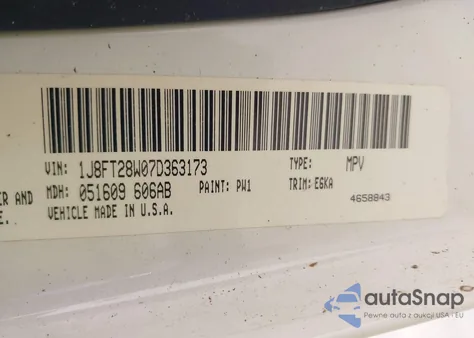 VIN: 1J8FT28W07D363173 TYPE: MPV
ER AND MDH: 051609 606AB PAINT: PW1 TRIM: E6KA
E. VEHICLE MADE IN U.S.A. 4658843
autaSnap
Pewne auta z aukcji USA i EU